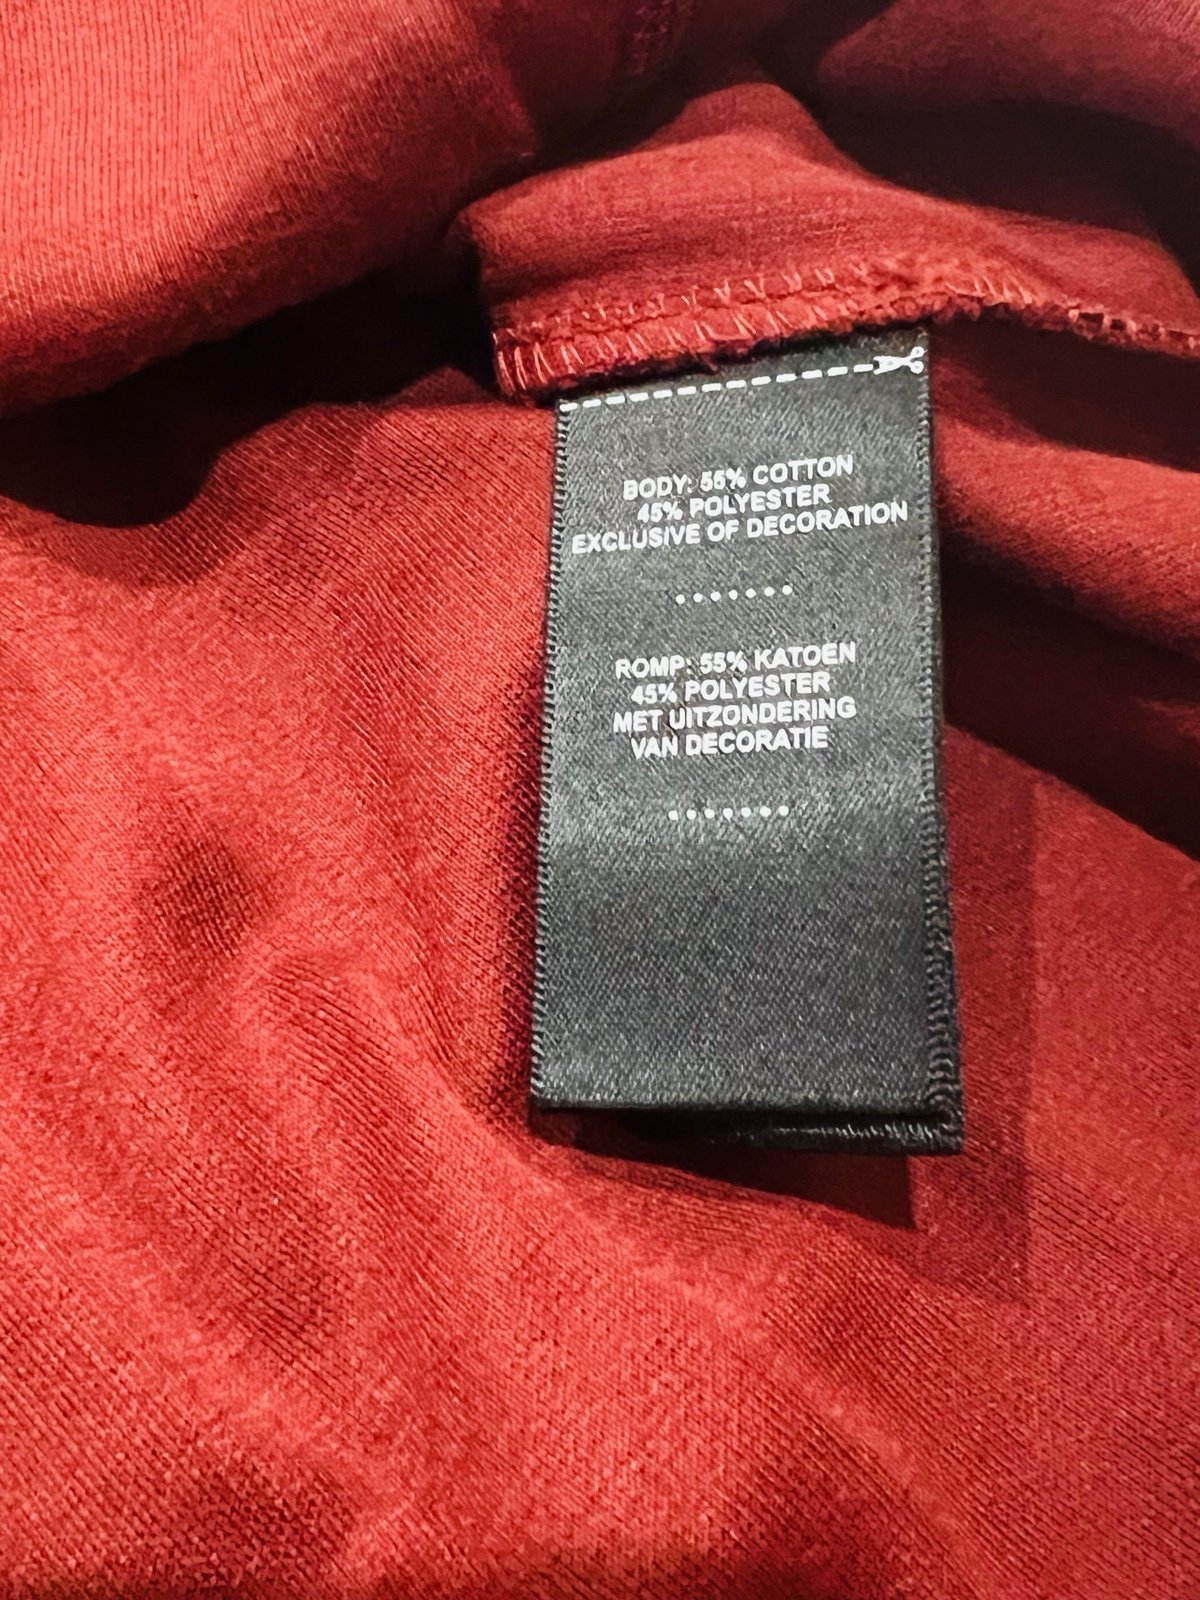 BODY: 55% COTTON
45% POLYESTER
EXCLUSIVE OF DECORATION
.......
ROMP: 55% KATOEN
45% POLYESTER
MET UITZONDERING
VAN DECORATIE
.......